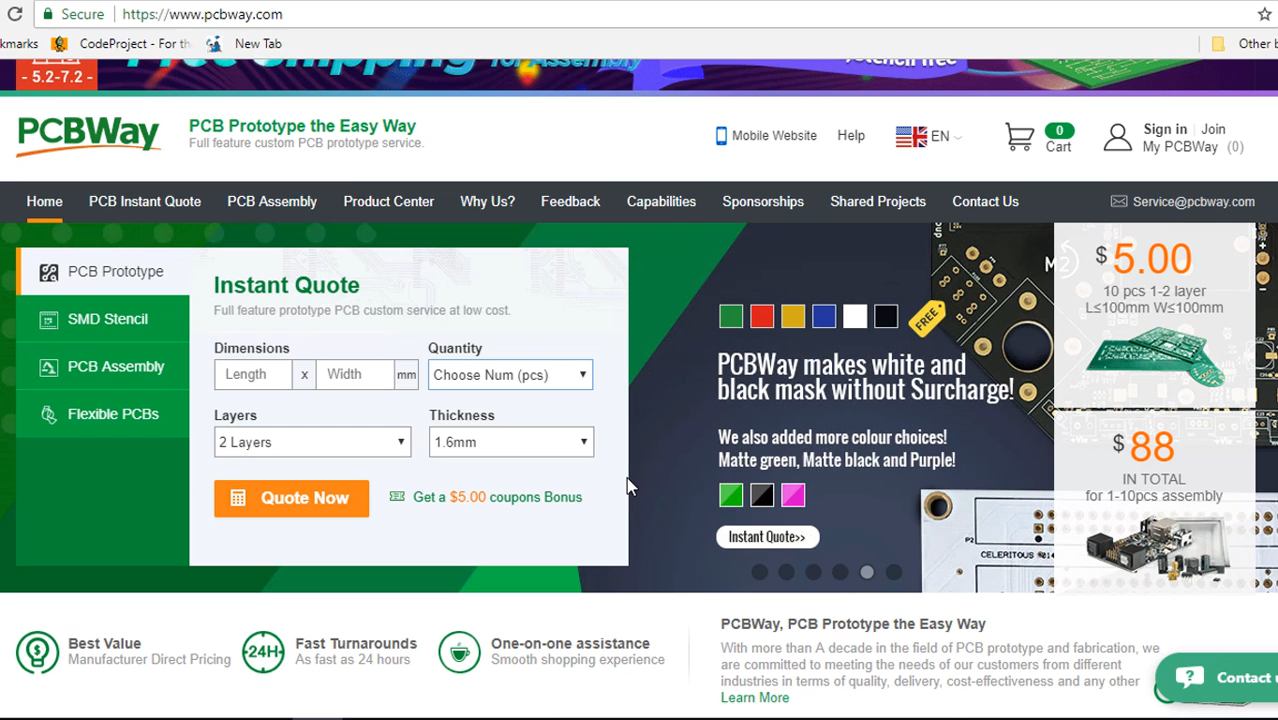 Secure https://www.pcbway.com
kmarks CodeProject - For th New Tab Other b
- 5.2-7.2 - Free Shipping for Assembly
PCBWay
PCB Prototype the Easy Way
Full feature custom PCB prototype service.
Mobile Website Help EN 0 Cart
Sign in Join
My PCBWay (0)
Home PCB Instant Quote PCB Assembly Product Center Why Us? Feedback Capabilities Sponsorships Shared Projects Contact Us Service@pcbway.com
PCB Prototype
SMD Stencil
PCB Assembly
Flexible PCBs
Instant Quote
Full feature prototype PCB custom service at low cost.
Dimensions Quantity
Length x Width mm Choose Num (pcs)
Layers Thickness
2 Layers 1.6mm
Quote Now Get a $5.00 coupons Bonus
FREE
PCBWay makes white and
black mask without Surcharge!
We also added more colour choices!
Matte green, Matte black and Purple!
Instant Quote>>
M2
P2
CELERITOUS
$5.00
10 pcs 1-2 layer
L≤100mm W≤100mm
$88
IN TOTAL
for 1-10pcs assembly
Best Value
Manufacturer Direct Pricing
24H
Fast Turnarounds
As fast as 24 hours
One-on-one assistance
Smooth shopping experience
PCBWay, PCB Prototype the Easy Way
With more than A decade in the field of PCB prototype and fabrication, we
are committed to meeting the needs of our customers from different
industries in terms of quality, delivery, cost-effectiveness and any other
Learn More
Contact u